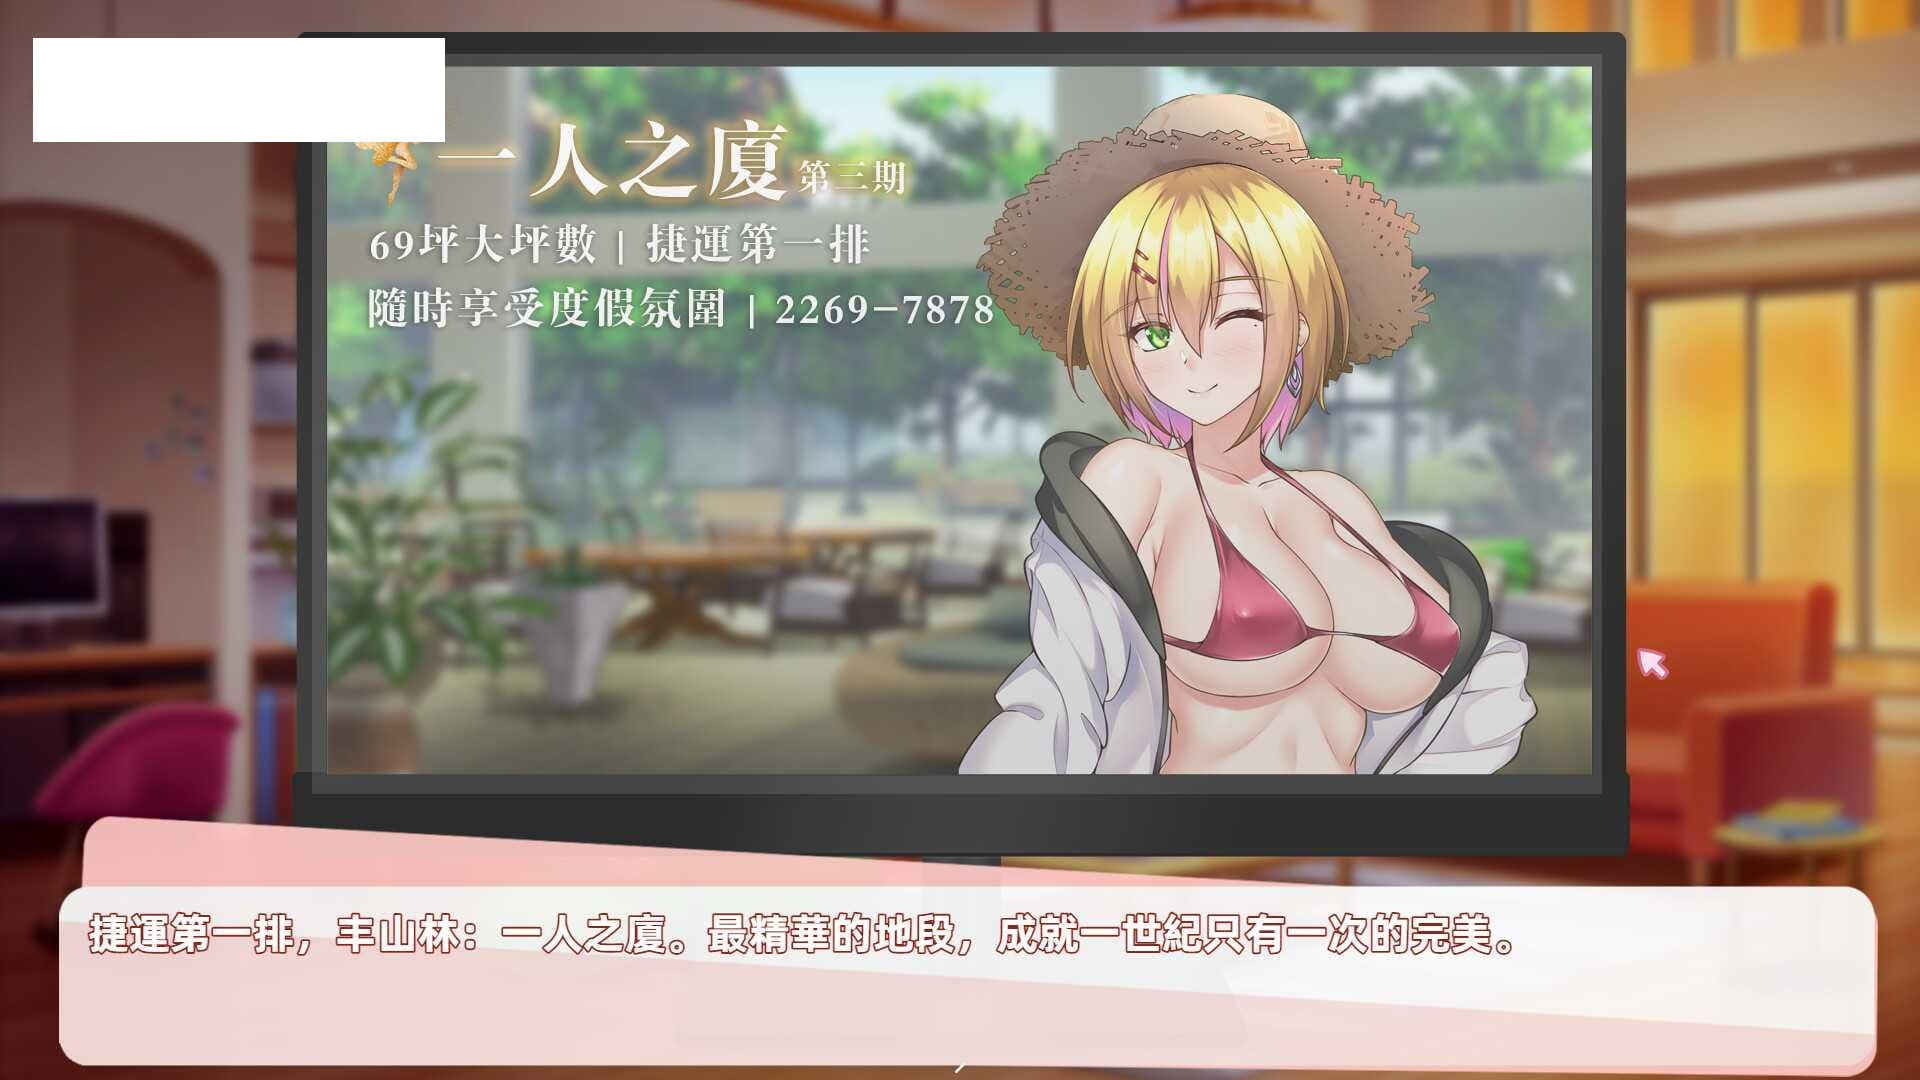 一人之廈 第三期
69坪大坪數 | 捷運第一排
隨時享受度假氛圍 | 2269-7878
捷運第一排，丰山林：一人之廈。最精華的地段，成就一世紀只有一次的完美。